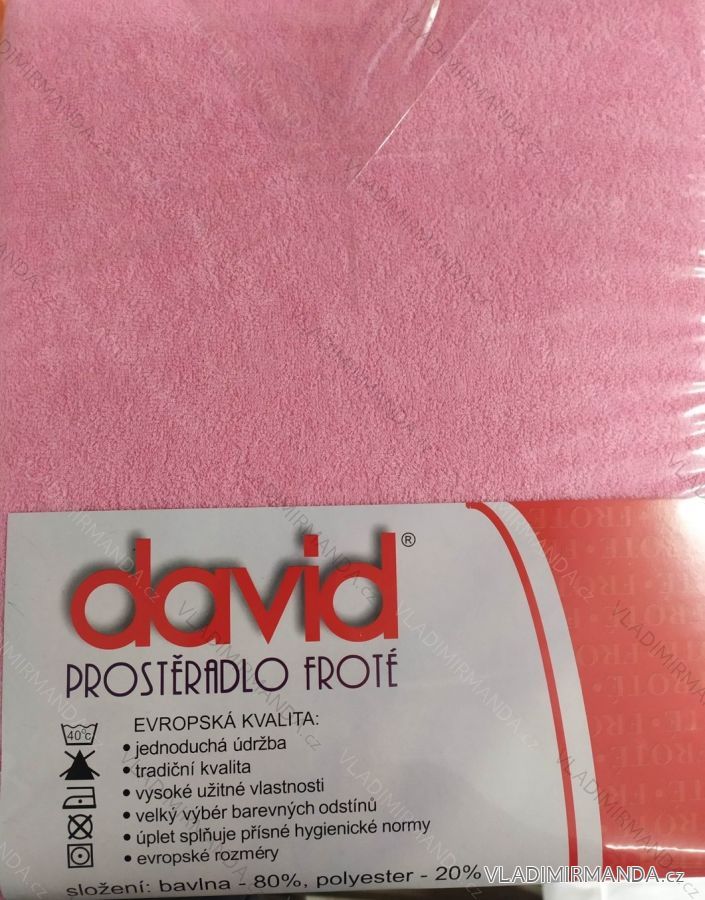 david®
PROSTĚRADLO FROTÉ
40°c
EVROPSKÁ KVALITA:
• jednoduchá údržba
• tradiční kvalita
• vysoké užitné vlastnosti
• velký výběr barevných odstínů
• úplet splňuje přísné hygienické normy
• evropské rozměry
složení: bavlna - 80%, polyester - 20%
VLADIMIRMANDA.cz